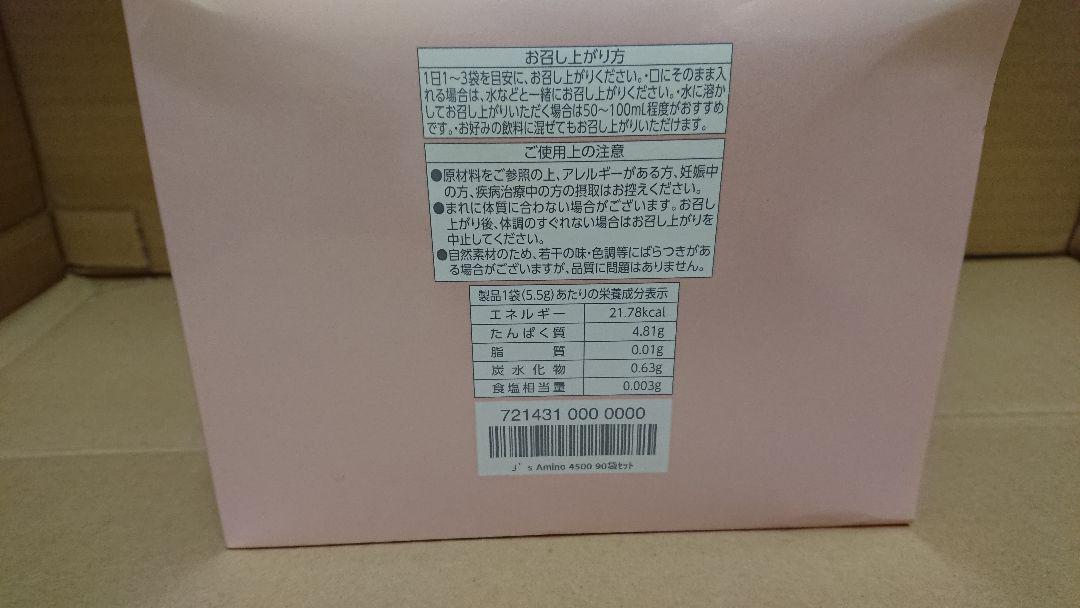 お召し上がり方
1日1〜3袋を目安に、お召し上がりください。・口にそのまま入
れる場合は、水などと一緒にお召し上がりください。・水に溶か
してお召し上がりいただく場合は50〜100mL程度がおすすめ
です。・お好みの飲料に混ぜてもお召し上がりいただけます。
ご使用上の注意
●原材料をご参照の上、アレルギーがある方、妊娠中
の方、疾病治療中の方の摂取はお控えください。
●まれに体質に合わない場合がございます。お召し
上がり後、体調のすぐれない場合はお召し上がりを
中止してください。
●自然素材のため、若干の味・色調等にばらつきがあ
る場合がございますが、品質に問題はありません。
製品1袋(5.5g)あたりの栄養成分表示
エネルギー 21.78kcal
たんぱく質 4.81g
脂質 0.01g
炭水化物 0.63g
食塩相当量 0.003g
721431 000 0000
J's Amino 4500 90袋ｾｯﾄ